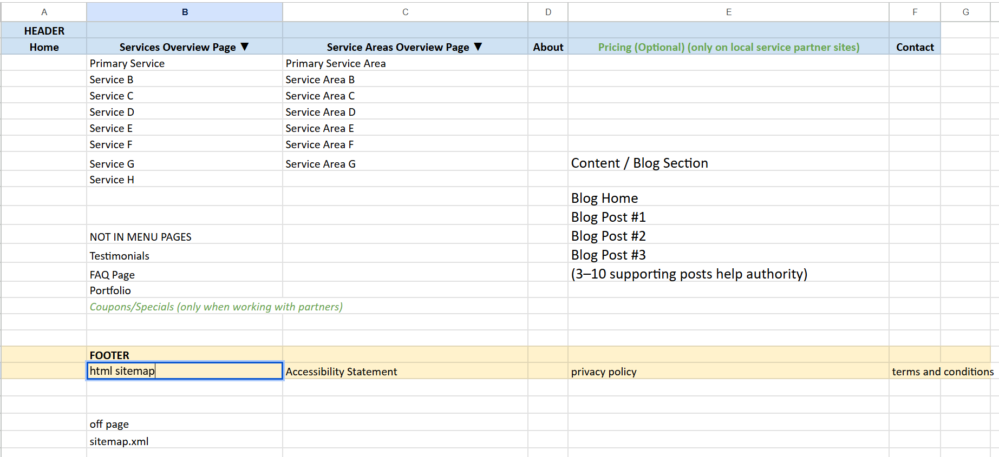 A B C D E F G
HEADER
Home Services Overview Page ▼ Service Areas Overview Page ▼ About Pricing (Optional) (only on local service partner sites) Contact
Primary Service Primary Service Area
Service B Service Area B
Service C Service Area C
Service D Service Area D
Service E Service Area E
Service F Service Area F
Service G Service Area G Content / Blog Section
Service H
Blog Home
Blog Post #1
NOT IN MENU PAGES Blog Post #2
Testimonials Blog Post #3
FAQ Page (3–10 supporting posts help authority)
Portfolio
Coupons/Specials (only when working with partners)
FOOTER
html sitemap Accessibility Statement privacy policy terms and conditions
off page
sitemap.xml